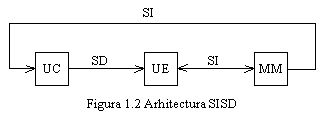 SI
UC SD UE SI MM
Figura 1.2 Arhitectura SISD